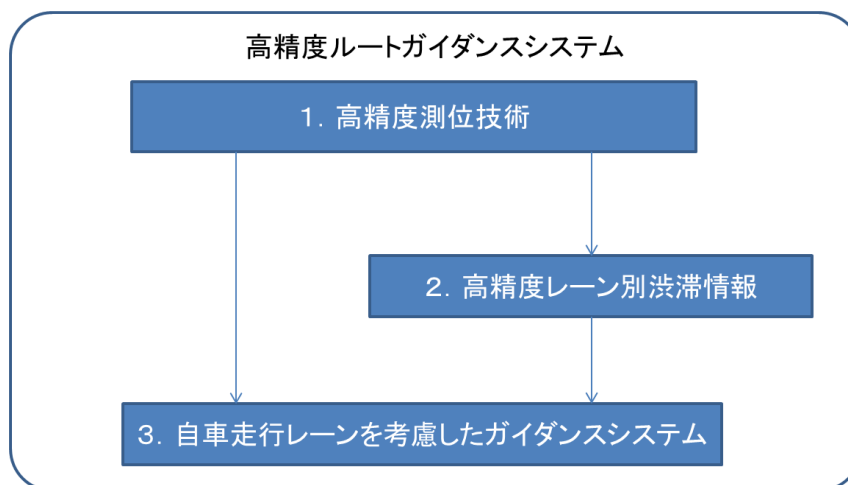 高精度ルートガイダンスシステム
１．高精度測位技術
２．高精度レーン別渋滞情報
３．自車走行レーンを考慮したガイダンスシステム